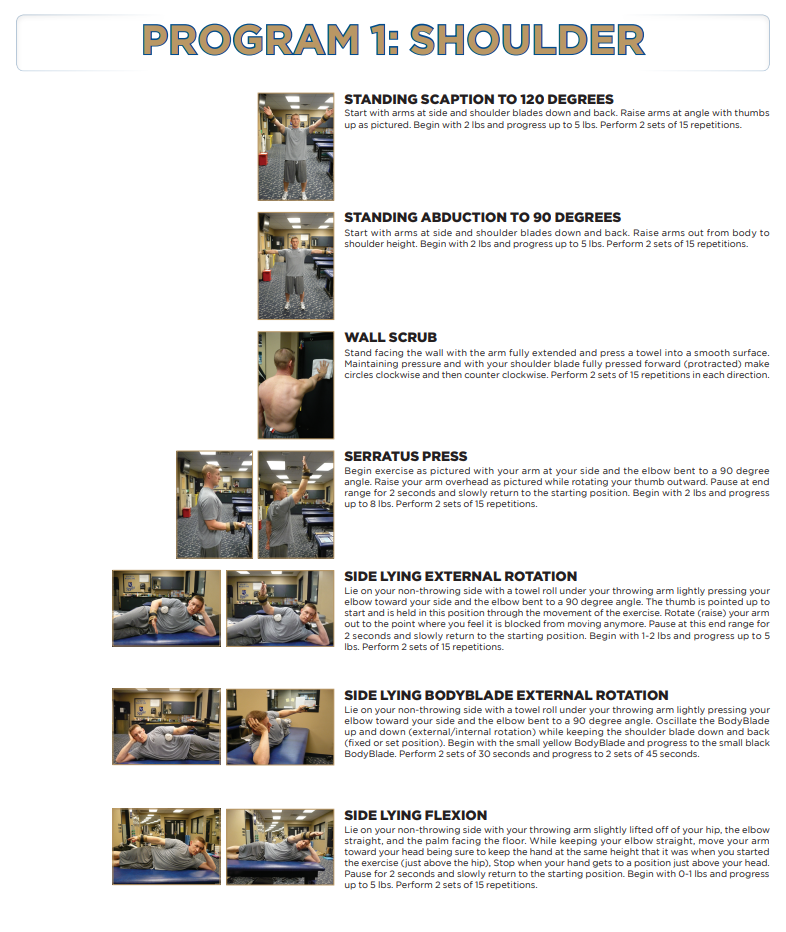 PROGRAM 1: SHOULDER
STANDING SCAPTION TO 120 DEGREES
Start with arms at side and shoulder blades down and back. Raise arms at angle with thumbs
up as pictured. Begin with 2 lbs and progress up to 5 lbs. Perform 2 sets of 15 repetitions.
STANDING ABDUCTION TO 90 DEGREES
Start with arms at side and shoulder blades down and back. Raise arms out from body to
shoulder height. Begin with 2 lbs and progress up to 5 lbs. Perform 2 sets of 15 repetitions.
WALL SCRUB
Stand facing the wall with the arm fully extended and press a towel into a smooth surface.
Maintaining pressure and with your shoulder blade fully pressed forward (protracted) make
circles clockwise and then counter clockwise. Perform 2 sets of 15 repetitions in each direction.
SERRATUS PRESS
Begin exercise as pictured with your arm at your side and the elbow bent to a 90 degree
angle. Raise your arm overhead as pictured while rotating your thumb outward. Pause at end
range for 2 seconds and slowly return to the starting position. Begin with 2 lbs and progress
up to 8 lbs. Perform 2 sets of 15 repetitions.
SIDE LYING EXTERNAL ROTATION
Lie on your non-throwing side with a towel roll under your throwing arm lightly pressing your
elbow toward your side and the elbow bent to a 90 degree angle. The thumb is pointed up to
start and is held in this position through the movement of the exercise. Rotate (raise) your arm
out to the point where you feel it is blocked from moving anymore. Pause at this end range for
2 seconds and slowly return to the starting position. Begin with 1-2 lbs and progress up to 5
lbs. Perform 2 sets of 15 repetitions.
SIDE LYING BODYBLADE EXTERNAL ROTATION
Lie on your non-throwing side with a towel roll under your throwing arm lightly pressing your
elbow toward your side and the elbow bent to a 90 degree angle. Oscillate the BodyBlade
up and down (external/internal rotation) while keeping the shoulder blade down and back
(fixed or set position). Begin with the small yellow BodyBlade and progress to the small black
BodyBlade. Perform 2 sets of 30 seconds and progress to 2 sets of 45 seconds.
SIDE LYING FLEXION
Lie on your non-throwing side with your throwing arm slightly lifted off of your hip, the elbow
straight, and the palm facing the floor. While keeping your elbow straight, move your arm
toward your head being sure to keep the hand at the same height that it was when you started
the exercise (just above the hip), Stop when your hand gets to a position just above your head.
Pause for 2 seconds and slowly return to the starting position. Begin with 0-1 lbs and progress
up to 5 lbs. Perform 2 sets of 15 repetitions.